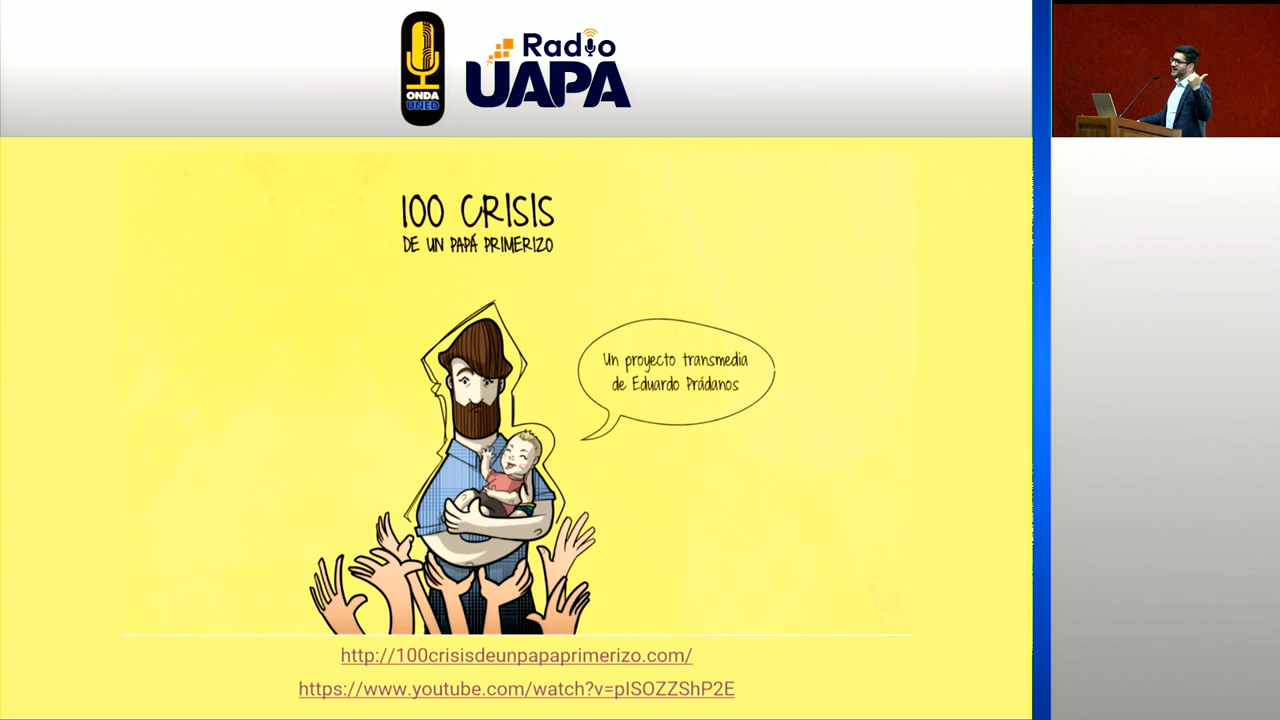 ONDA
UNED
Radio
UAPA
100 CRISIS
DE UN PAPÁ PRIMERIZO
Un proyecto transmedia
de Eduardo Prádanos
http://100crisisdeunpapaprimerizo.com/
https://www.youtube.com/watch?v=pISOZZShP2E